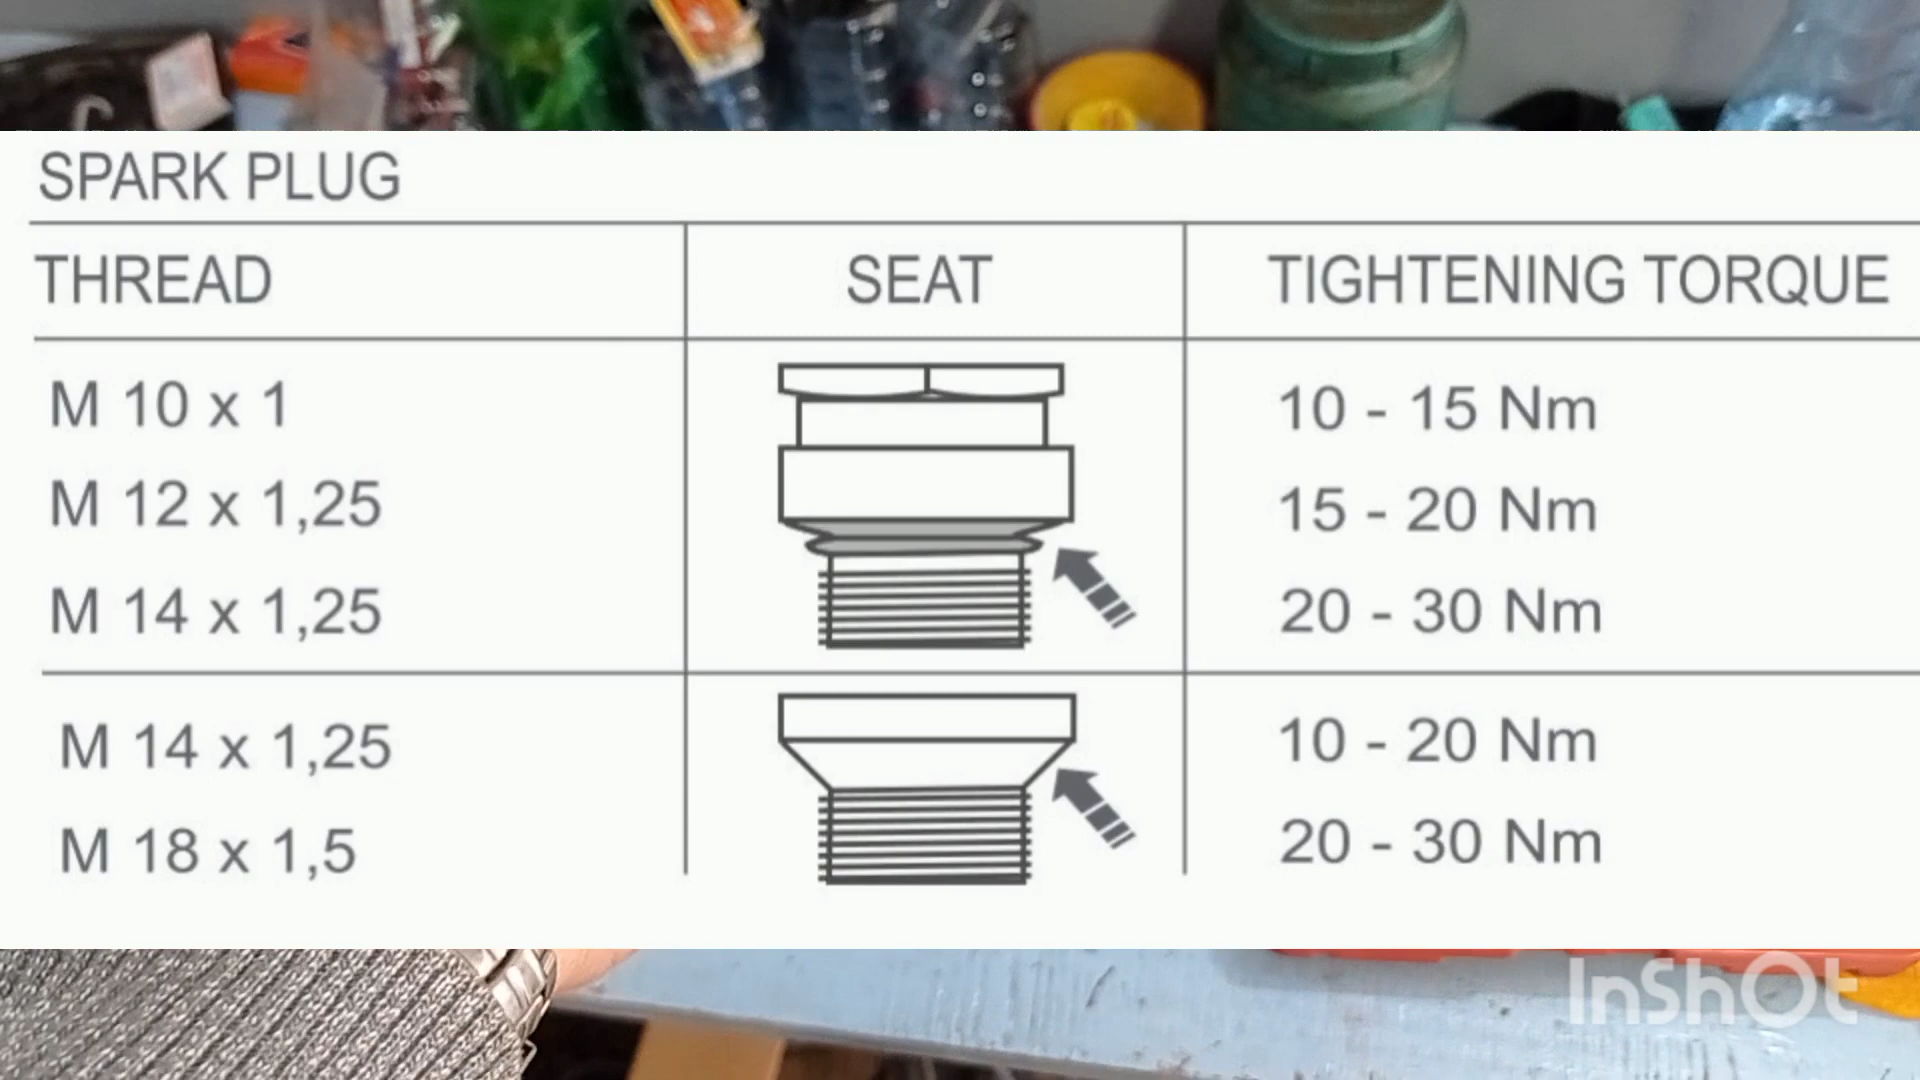 SPARK PLUG
THREAD SEAT TIGHTENING TORQUE
M 10 x 1 10 - 15 Nm
M 12 x 1,25 15 - 20 Nm
M 14 x 1,25 20 - 30 Nm
M 14 x 1,25 10 - 20 Nm
M 18 x 1,5 20 - 30 Nm
InShOt